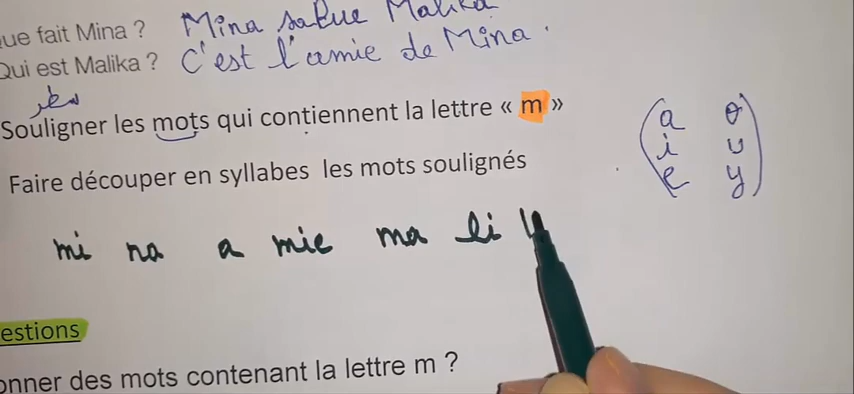 ue fait Mina ? Mina salue Malika
Qui est Malika ? C'est l'amie de Mina.
سطر
Souligner les mots qui contiennent la lettre « m »
a o
i u
e y
Faire découper en syllabes les mots soulignés
mi na a mie ma li
estions
onner des mots contenant la lettre m ?